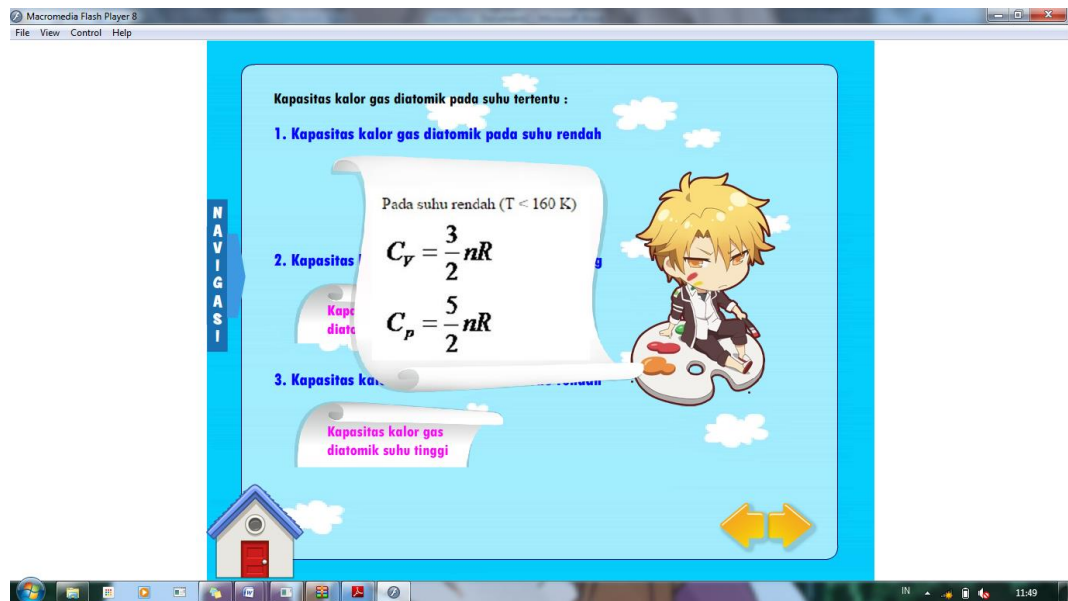 Macromedia Flash Player 8
File View Control Help
Kapasitas kalor gas diatomik pada suhu tertentu :
1. Kapasitas kalor gas diatomik pada suhu rendah
Pada suhu rendah (T < 160 K)
C_V = 3/2 nR
C_p = 5/2 nR
2. Kapasitas
3. Kapasitas
Kapasitas kalor gas
diatomik suhu tinggi
NAVIGASI
IN
11:49